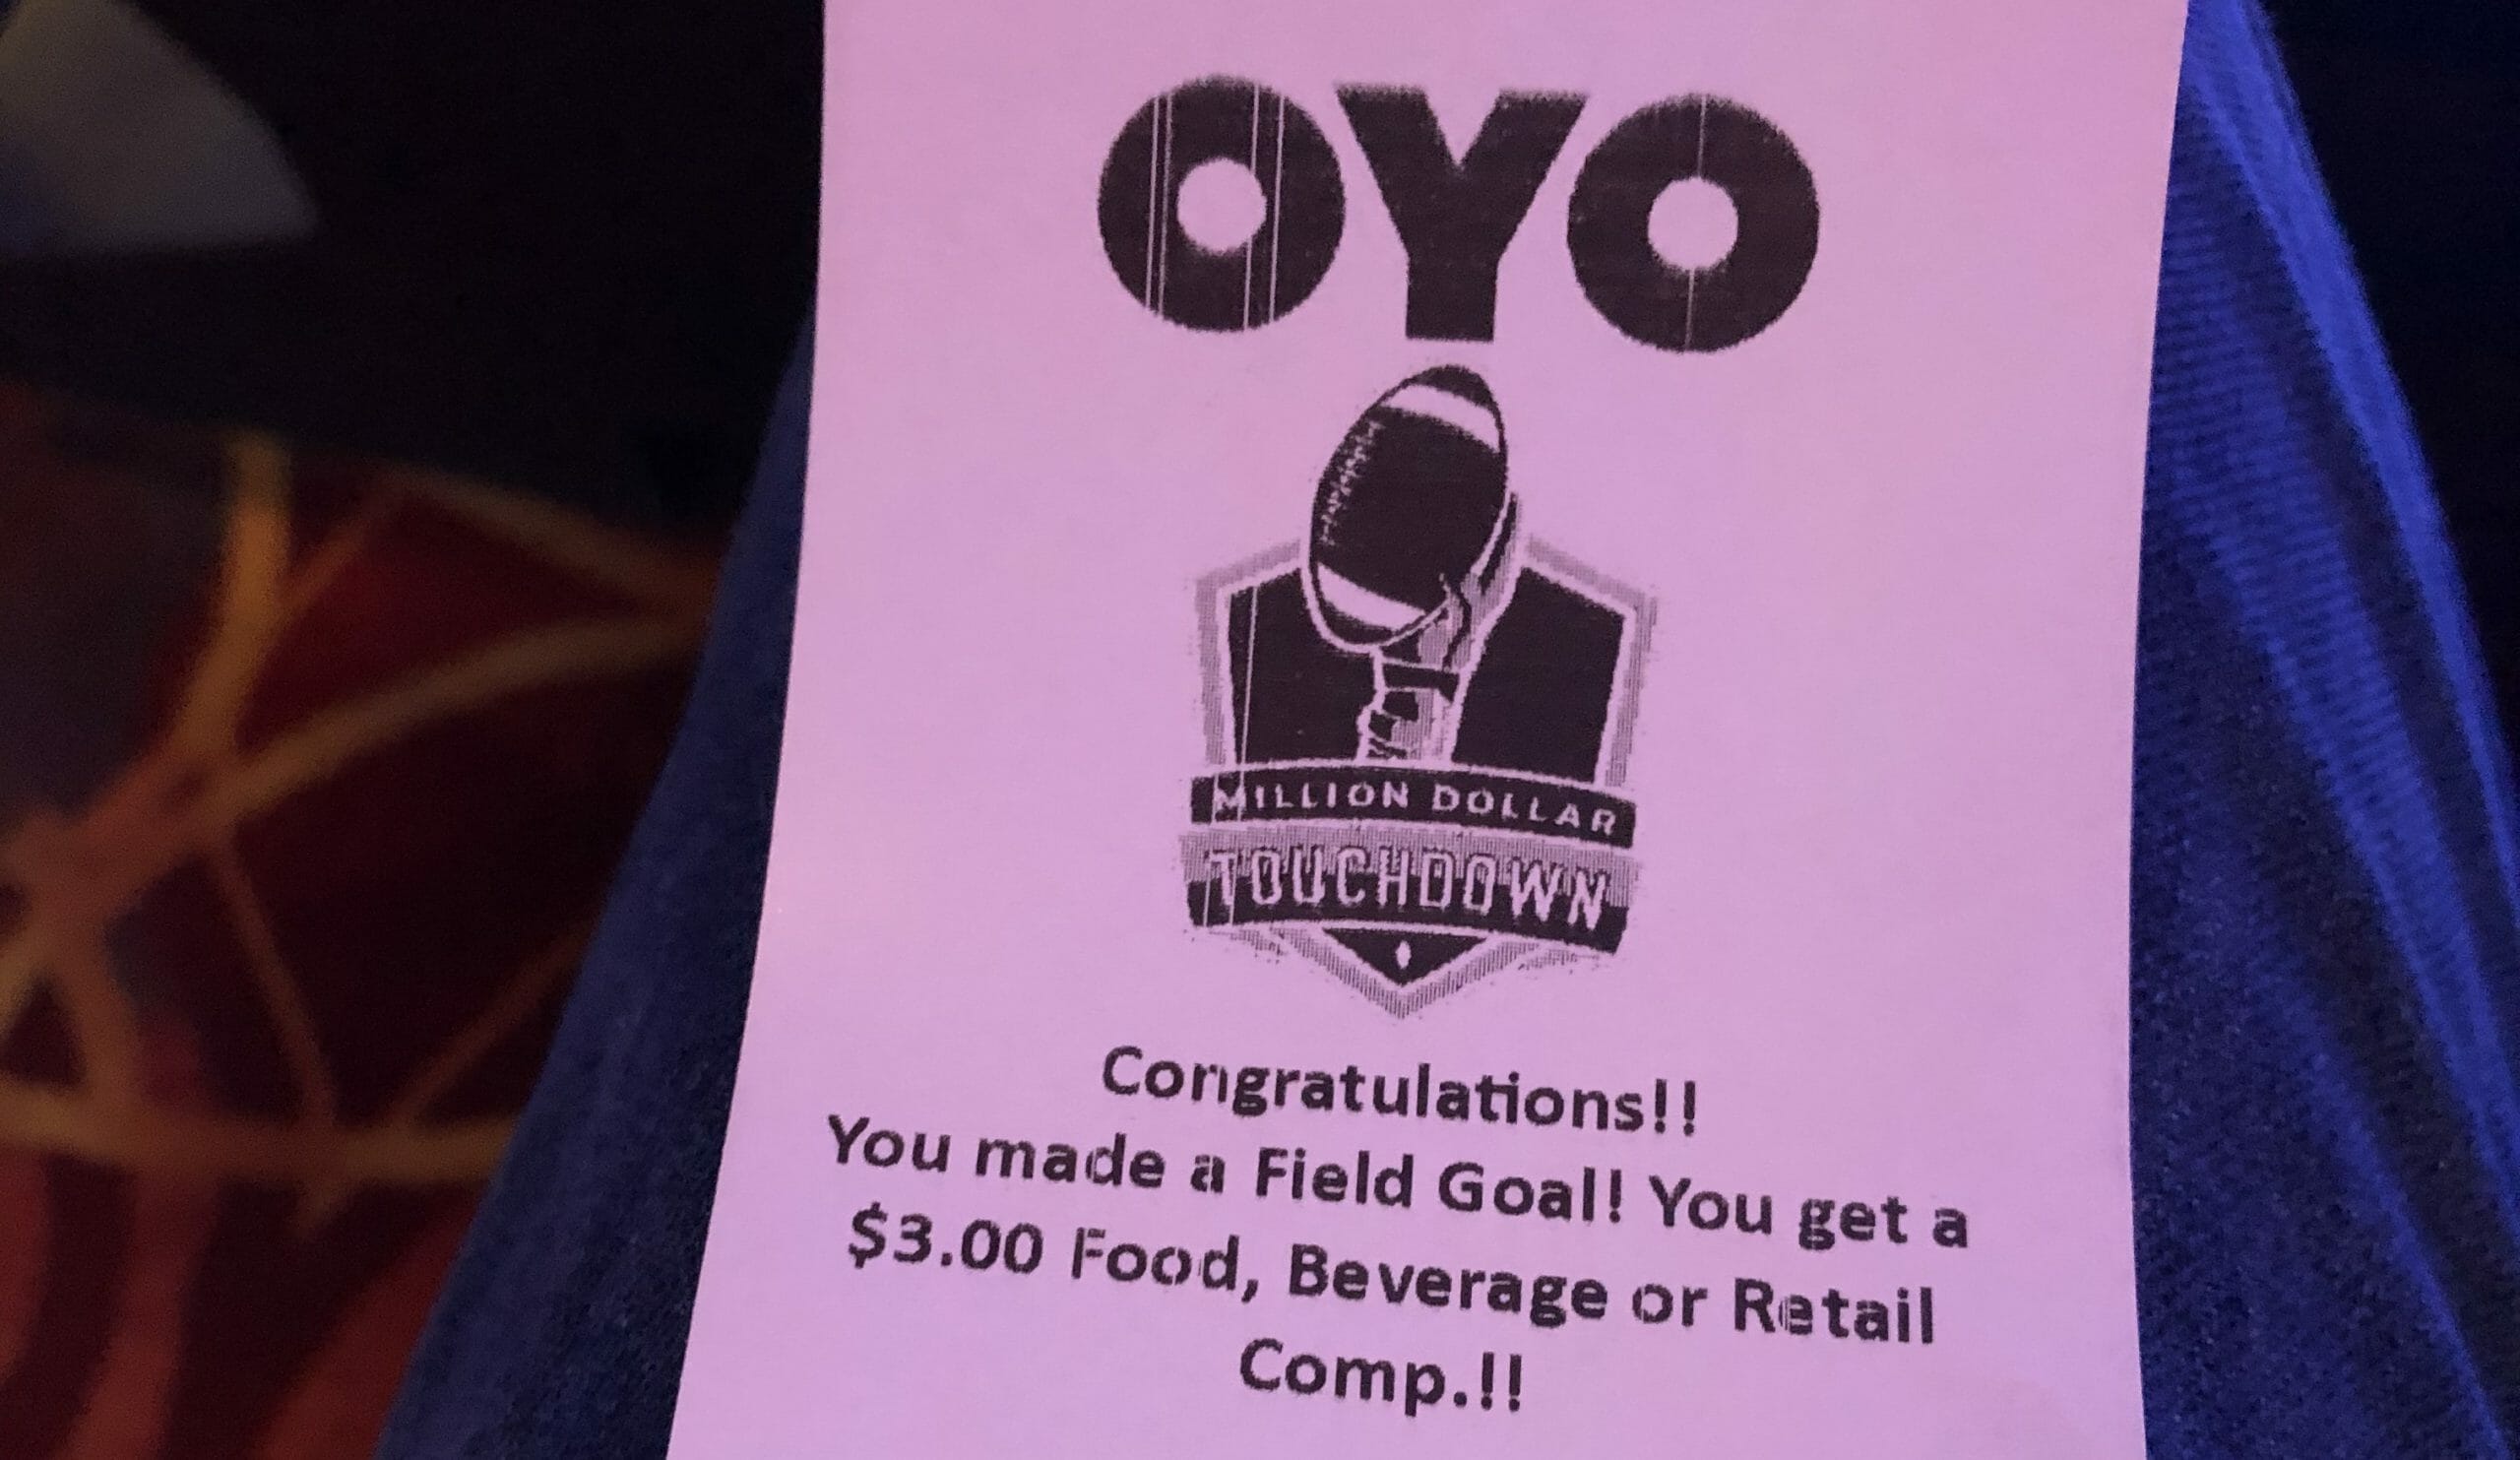 OYO
MILLION DOLLAR
TOUCHDOWN
Congratulations!!
You made a Field Goal! You get a
$3.00 Food, Beverage or Retail
Comp.!!